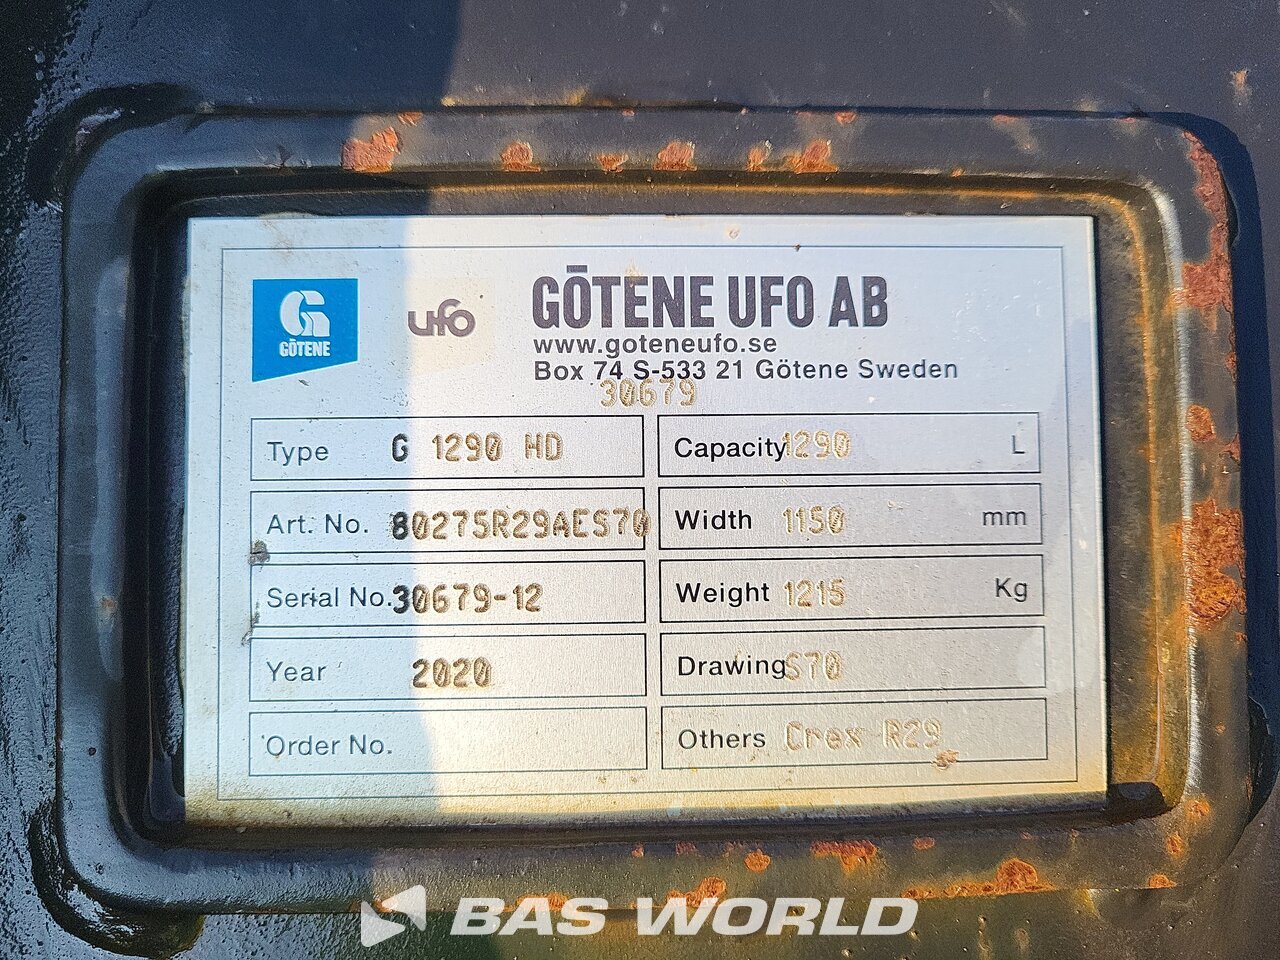 GÖTENE
ufo
GÖTENE UFO AB
www.goteneufo.se
Box 74 S-533 21 Götene Sweden
30679
Type G 1290 HD
Capacity 1290 L
Art. No. 80275R29AES70
Width 1150 mm
Serial No. 30679-12
Weight 1215 Kg
Year 2020
Drawing S70
Order No.
Others Crex R29
BAS WORLD